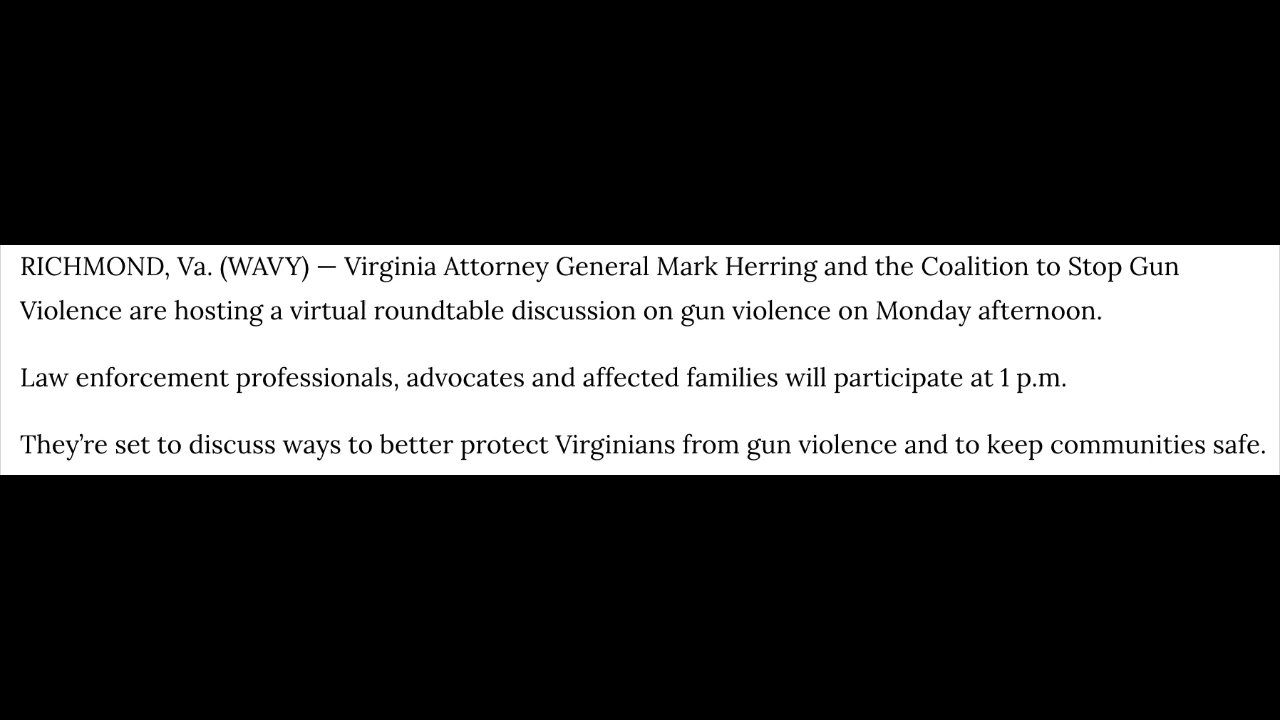 RICHMOND, Va. (WAVY) — Virginia Attorney General Mark Herring and the Coalition to Stop Gun
Violence are hosting a virtual roundtable discussion on gun violence on Monday afternoon.
Law enforcement professionals, advocates and affected families will participate at 1 p.m.
They’re set to discuss ways to better protect Virginians from gun violence and to keep communities safe.